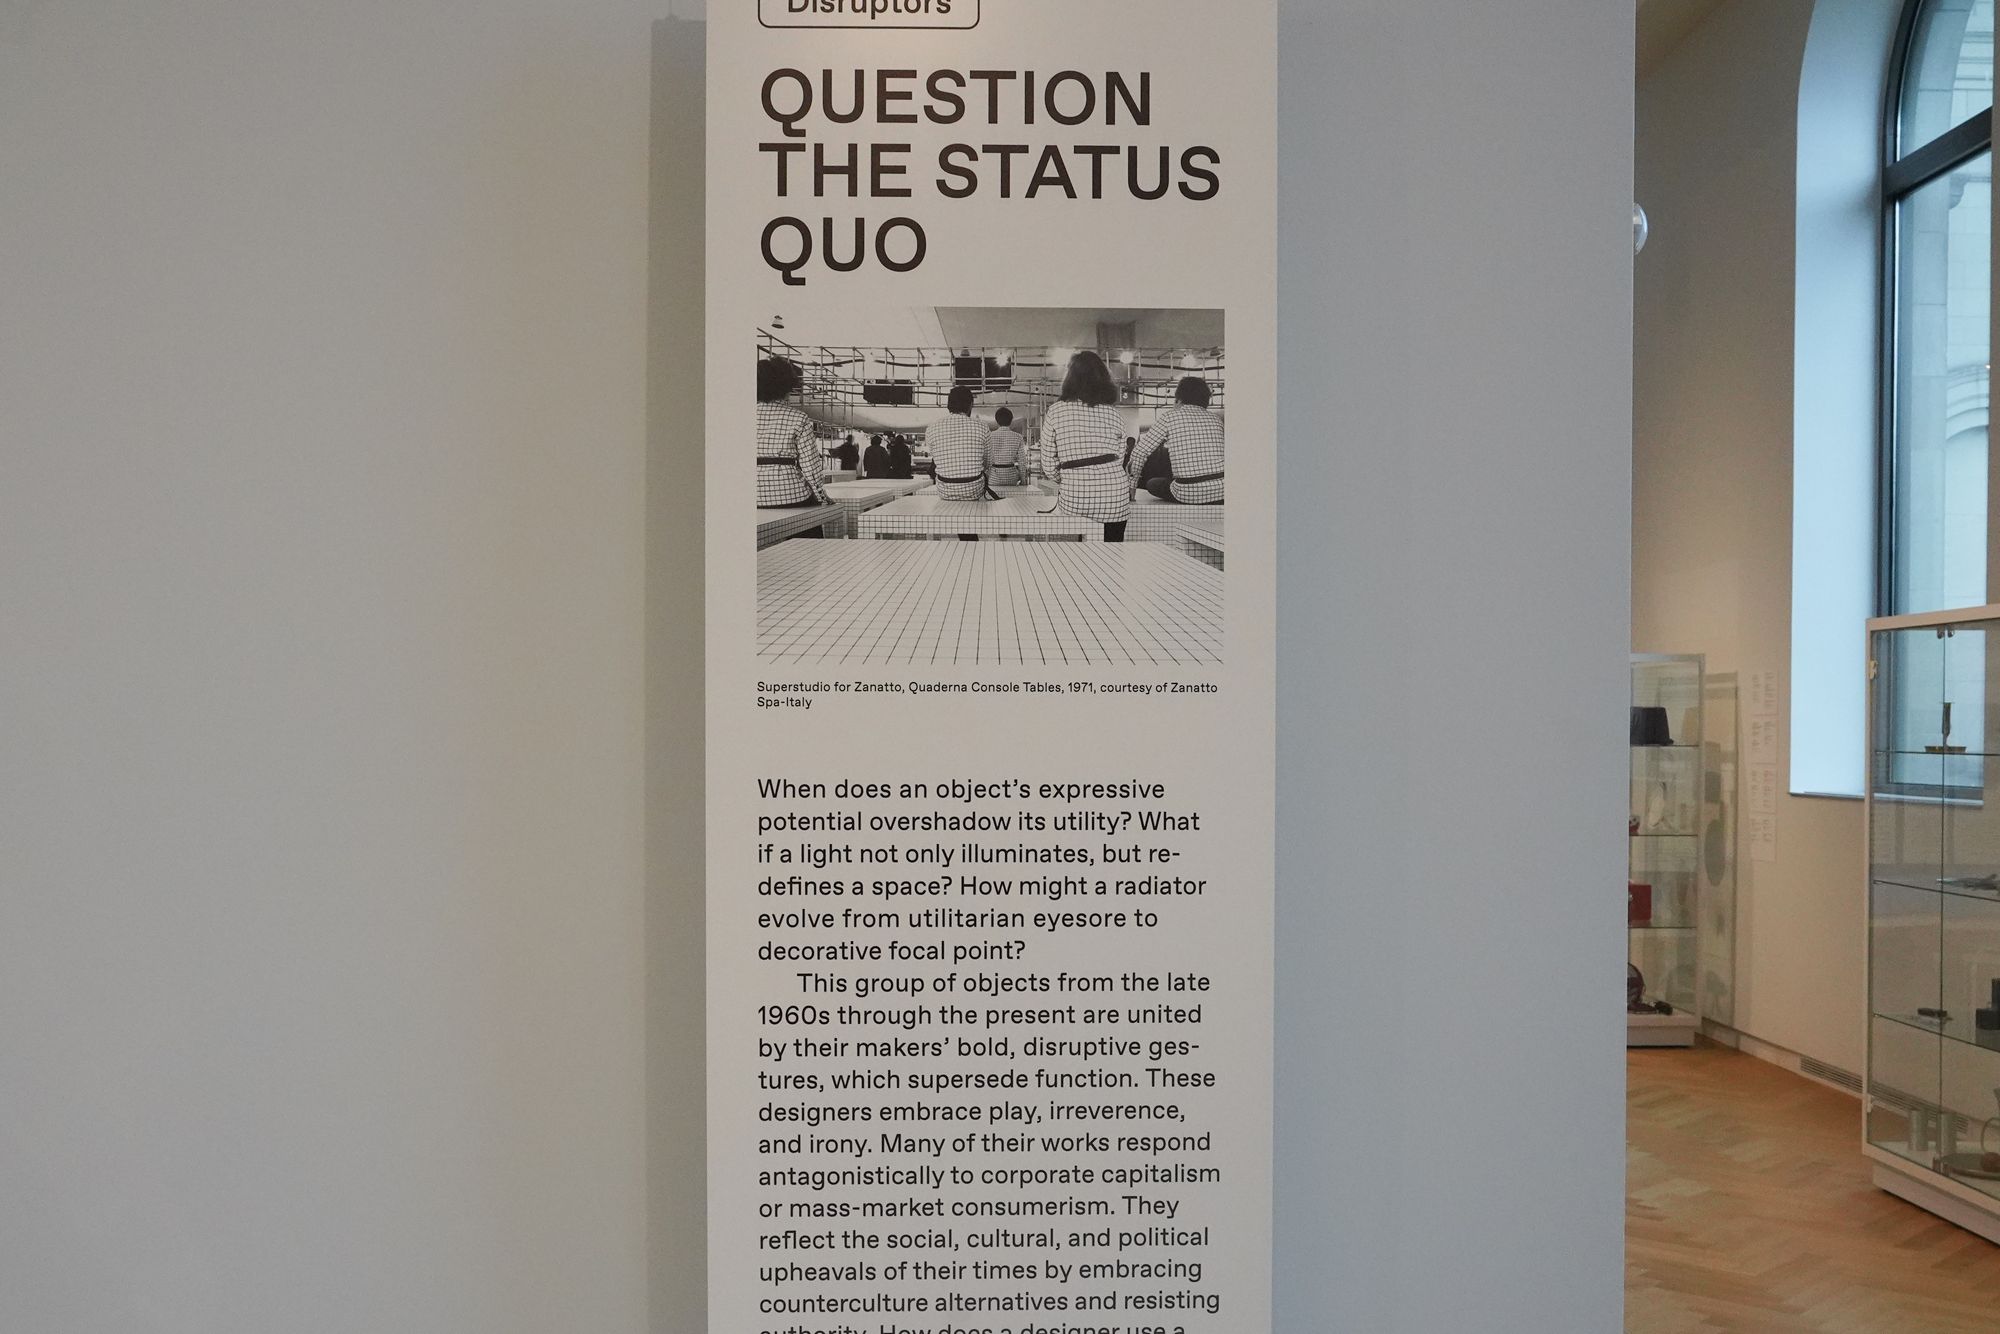 Disruptors
QUESTION
THE STATUS
QUO
Superstudio for Zanatto, Quaderna Console Tables, 1971, courtesy of Zanatto
Spa-Italy
When does an object’s expressive
potential overshadow its utility? What
if a light not only illuminates, but re-
defines a space? How might a radiator
evolve from utilitarian eyesore to
decorative focal point?
This group of objects from the late
1960s through the present are united
by their makers’ bold, disruptive ges-
tures, which supersede function. These
designers embrace play, irreverence,
and irony. Many of their works respond
antagonistically to corporate capitalism
or mass-market consumerism. They
reflect the social, cultural, and political
upheavals of their times by embracing
counterculture alternatives and resisting
authority. How does a designer use a